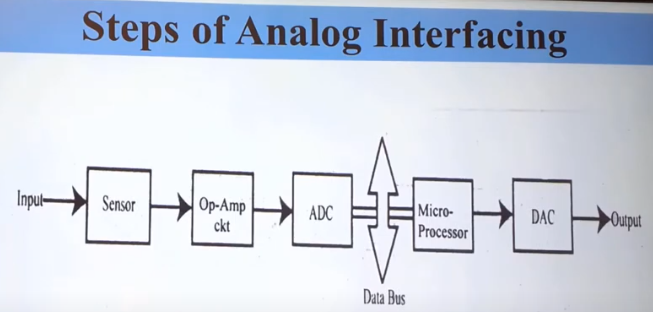 Steps of Analog Interfacing
Input
Sensor
Op-Amp
ckt
ADC
Micro-
Processor
DAC
Output
Data Bus